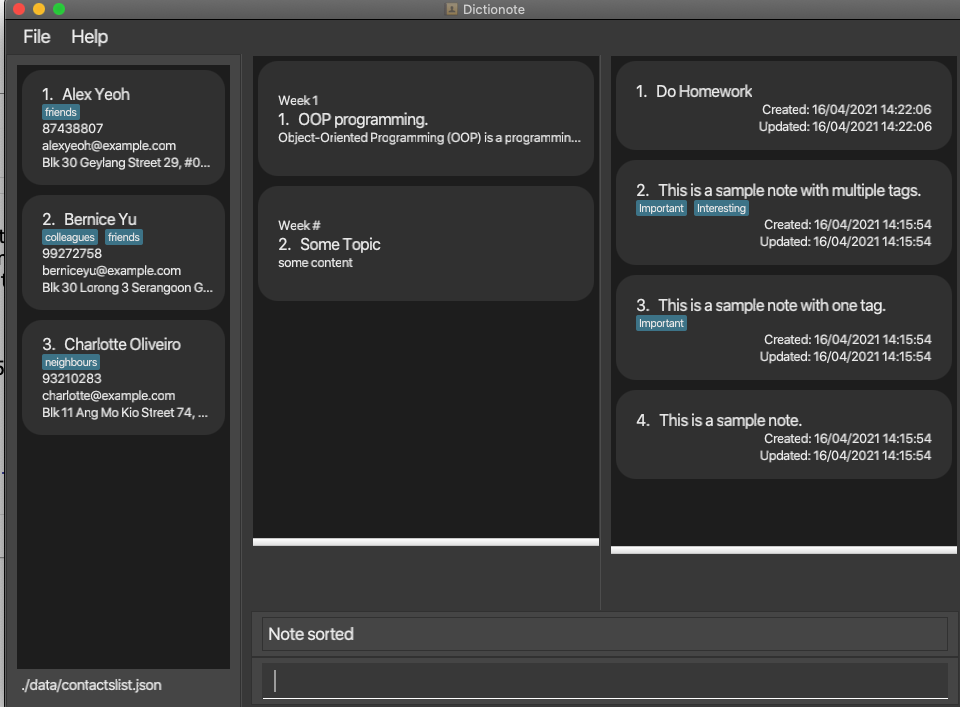 Dictionote
File Help
1. Alex Yeoh
friends
87438807
alexyeoh@example.com
Blk 30 Geylang Street 29, #0...
2. Bernice Yu
colleagues friends
99272758
berniceyu@example.com
Blk 30 Lorong 3 Serangoon G...
3. Charlotte Oliveiro
neighbours
93210283
charlotte@example.com
Blk 11 Ang Mo Kio Street 74, ...
./data/contactslist.json
Week 1
1. OOP programming.
Object-Oriented Programming (OOP) is a programmin...
Week #
2. Some Topic
some content
1. Do Homework
Created: 16/04/2021 14:22:06
Updated: 16/04/2021 14:22:06
2. This is a sample note with multiple tags.
Important Interesting
Created: 16/04/2021 14:15:54
Updated: 16/04/2021 14:15:54
3. This is a sample note with one tag.
Important
Created: 16/04/2021 14:15:54
Updated: 16/04/2021 14:15:54
4. This is a sample note.
Created: 16/04/2021 14:15:54
Updated: 16/04/2021 14:15:54
Note sorted